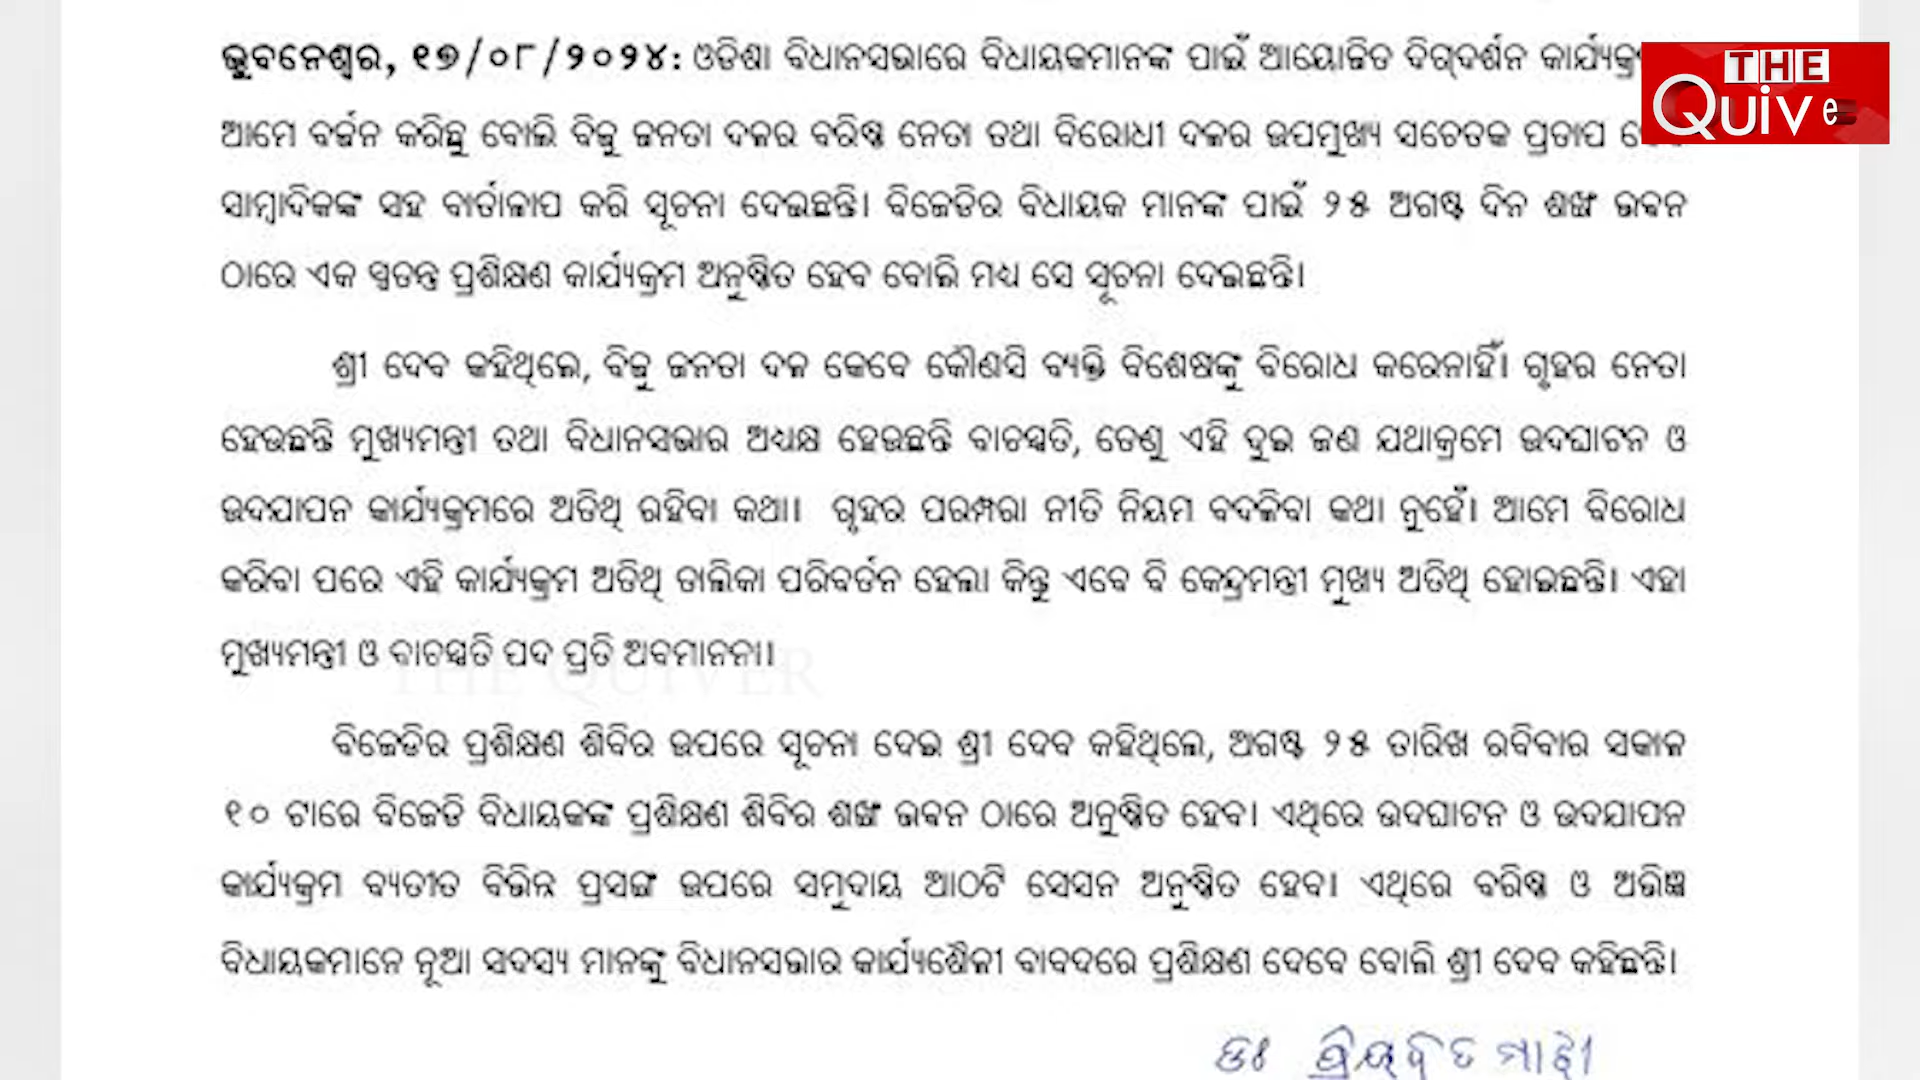 ଭୁବନେଶ୍ୱର, ୧୭/୦୮/୨୦୨୪: ଓଡିଶା ବିଧାନସଭାରେ ବିଧାୟକମାନଙ୍କ ପାଇଁ ଆୟୋଜିତ ଦିଗ୍‌ଦର୍ଶନ
THE
Quive
ଆମେ ବର୍ଜନ କରିଛୁ ବୋଲି ବିଜୁ ଜନତା ଦଳର ବରିଷ୍ଠ ନେତା ତଥା ବିରୋଧୀ ଦଳର ଉପମୁଖ୍ୟ ସଚେତକ ପ୍ରତାପ
ସାମ୍ବାଦିକଙ୍କ ସହ ବାର୍ତାଳାପ କରି ସୂଚନା ଦେଇଛନ୍ତି। ବିଜେଡିର ବିଧାୟକ ମାନଙ୍କ ପାଇଁ ୨୫ ଅଗଷ୍ଟ ଦିନ ଶଙ୍ଖ ଭଵନ
ଠାରେ ଏକ ସ୍ୱତନ୍ତ୍ର ପ୍ରଶିକ୍ଷଣ କାର୍ଯ୍ୟକ୍ରମ ଅନୁଷ୍ଠିତ ହେବ ବୋଲି ମଧ୍ୟ ସେ ସୂଚନା ଦେଇଛନ୍ତି।
ଶ୍ରୀ ଦେବ କହିଥିଲେ, ବିଜୁ ଜନତା ଦଳ କେବେ କୌଣସି ବ୍ୟକ୍ତି ବିଶେଷଙ୍କୁ ବିରୋଧ କରେନାହିଁ। ଗୃହର ନେତା
ହେଉଛନ୍ତି ମୁଖ୍ୟମନ୍ତ୍ରୀ ତଥା ବିଧାନସଭାର ଅଧ୍ୟକ୍ଷ ହେଉଛନ୍ତି ବାଚସ୍ପତି, ତେଣୁ ଏହି ଦୁଇ ଜଣ ଯଥାକ୍ରମେ ଉଦଘାଟନ ଓ
ଉଦଯାପନ କାର୍ଯ୍ୟକ୍ରମରେ ଅତିଥି ରହିବା କଥା। ଗୃହର ପରମ୍ପରା ନୀତି ନିୟମ ବଦଳିବା କଥା ନୁହେଁ। ଆମେ ବିରୋଧ
କରିବା ପରେ ଏହି କାର୍ଯ୍ୟକ୍ରମ ଅତିଥି ତାଲିକା ପରିବର୍ତନ ହେଲା କିନ୍ତୁ ଏବେ ବି କେନ୍ଦ୍ରମନ୍ତ୍ରୀ ମୁଖ୍ୟ ଅତିଥି ହୋଇଛନ୍ତି। ଏହା
ମୁଖ୍ୟମନ୍ତ୍ରୀ ଓ ବାଚସ୍ପତି ପଦ ପ୍ରତି ଅବମାନନା।
THE QUIVER
ବିଜେଡିର ପ୍ରଶିକ୍ଷଣ ଶିବିର ଉପରେ ସୂଚନା ଦେଇ ଶ୍ରୀ ଦେବ କହିଥିଲେ, ଅଗଷ୍ଟ ୨୫ ତାରିଖ ରବିବାର ସକାଳ
୧୦ ଟାରେ ବିଜେଡି ବିଧାୟକଙ୍କ ପ୍ରଶିକ୍ଷଣ ଶିବିର ଶଙ୍ଖ ଭଵନ ଠାରେ ଅନୁଷ୍ଠିତ ହେବ। ଏଥିରେ ଉଦଘାଟନ ଓ ଉଦଯାପନ
କାର୍ଯ୍ୟକ୍ରମ ବ୍ୟତୀତ ବିଭିନ୍ନ ପ୍ରସଙ୍ଗ ଉପରେ ସମୁଦାୟ ଆଠଟି ସେସନ ଅନୁଷ୍ଠିତ ହେବ। ଏଥିରେ ବରିଷ୍ଠ ଓ ଅଭିଜ୍ଞ
ବିଧାୟକମାନେ ନୂଆ ସଦସ୍ୟ ମାନଙ୍କୁ ବିଧାନସଭାର କାର୍ଯ୍ୟଶୈଳୀ ବାବଦରେ ପ୍ରଶିକ୍ଷଣ ଦେବେ ବୋଲି ଶ୍ରୀ ଦେବ କହିଛନ୍ତି।
ଡଃ ପ୍ରିୟବ୍ରତ ମାଝୀ